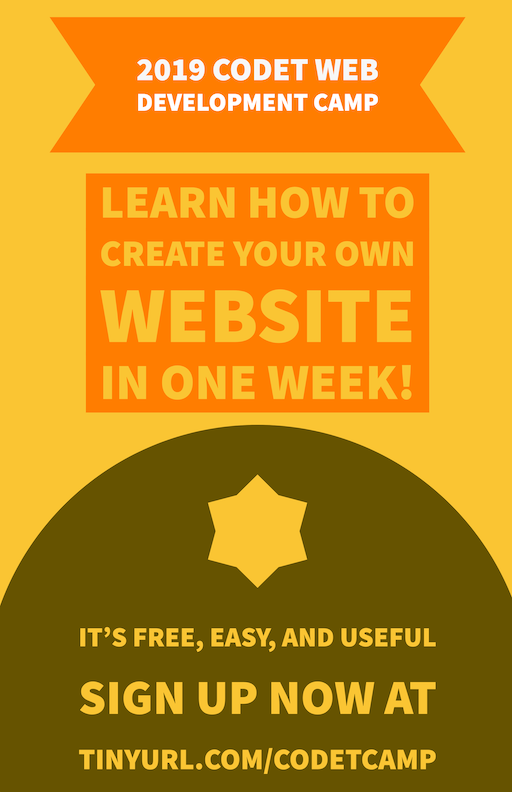 2019 CODET WEB
DEVELOPMENT CAMP
LEARN HOW TO
CREATE YOUR OWN
WEBSITE
IN ONE WEEK!
IT’S FREE, EASY, AND USEFUL
SIGN UP NOW AT
TINYURL.COM/CODETCAMP